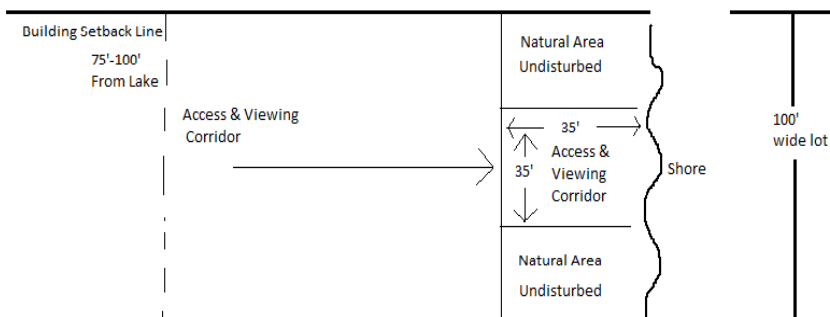 Building Setback Line
75'-100'
From Lake
Access & Viewing
Corridor
Natural Area
Undisturbed
35'
35'
Access &
Viewing
Corridor
Shore
100'
wide lot
Natural Area
Undisturbed